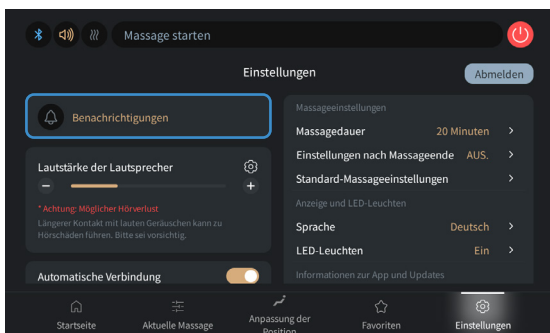 Massage starten
Einstellungen
Abmelden
Benachrichtigungen
Lautstärke der Lautsprecher
* Achtung: Möglicher Hörverlust
Längerer Kontakt mit lauten Geräuschen kann zu
Hörschäden führen. Bitte sei vorsichtig.
Automatische Verbindung
Massageeinstellungen
Massagedauer 20 Minuten
Einstellungen nach Massageende AUS.
Standard-Massageeinstellungen
Anzeige und LED-Leuchten
Sprache Deutsch
LED-Leuchten Ein
Informationen zur App und Updates
Startseite
Aktuelle Massage
Anpassung der
Position
Favoriten
Einstellungen